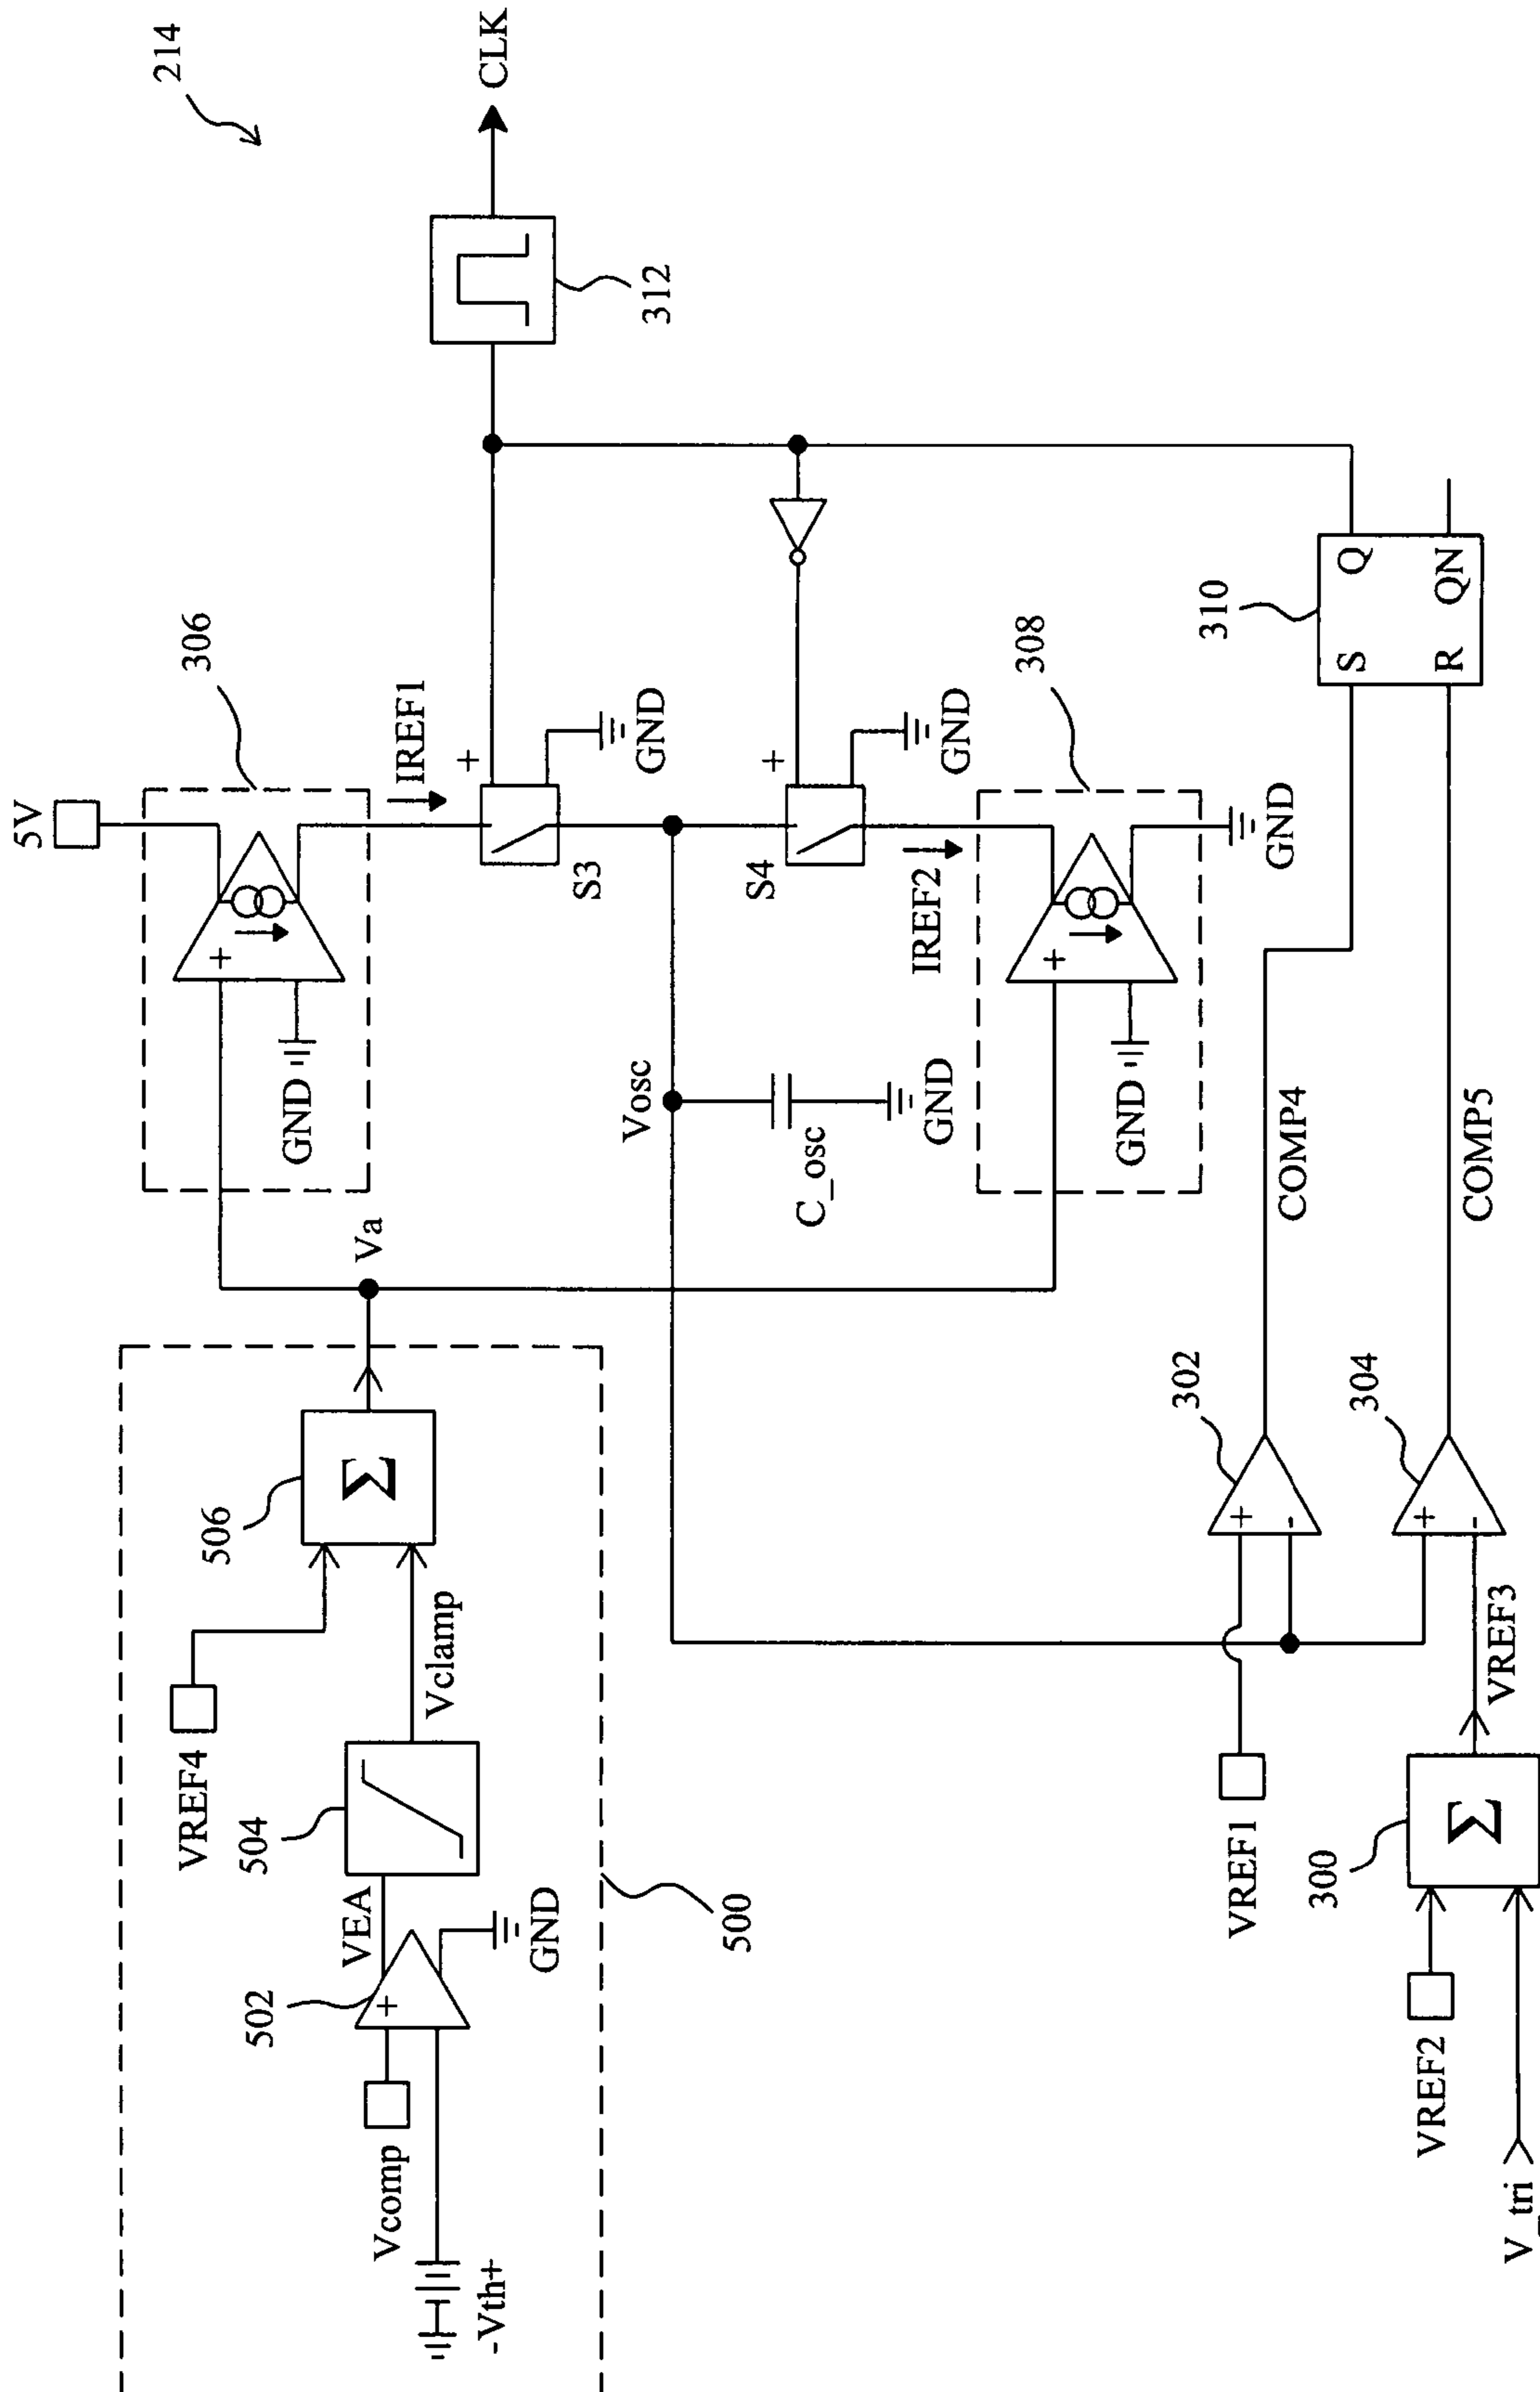 214
5V
306
CLK
IREF1
+
+
GND
S3
GND
312
506
Va
VREF4
Σ
Vclamp
504
VEA
502
+
GND
Vcomp
-Vth+
500
Vosc
C_osc
GND
+
S4
GND
IREF2
308
+
GND
GND
302
+
-
COMP4
VREF1
304
+
-
COMP5
VREF3
300
Σ
VREF2
V_tri
310
S
Q
R
QN